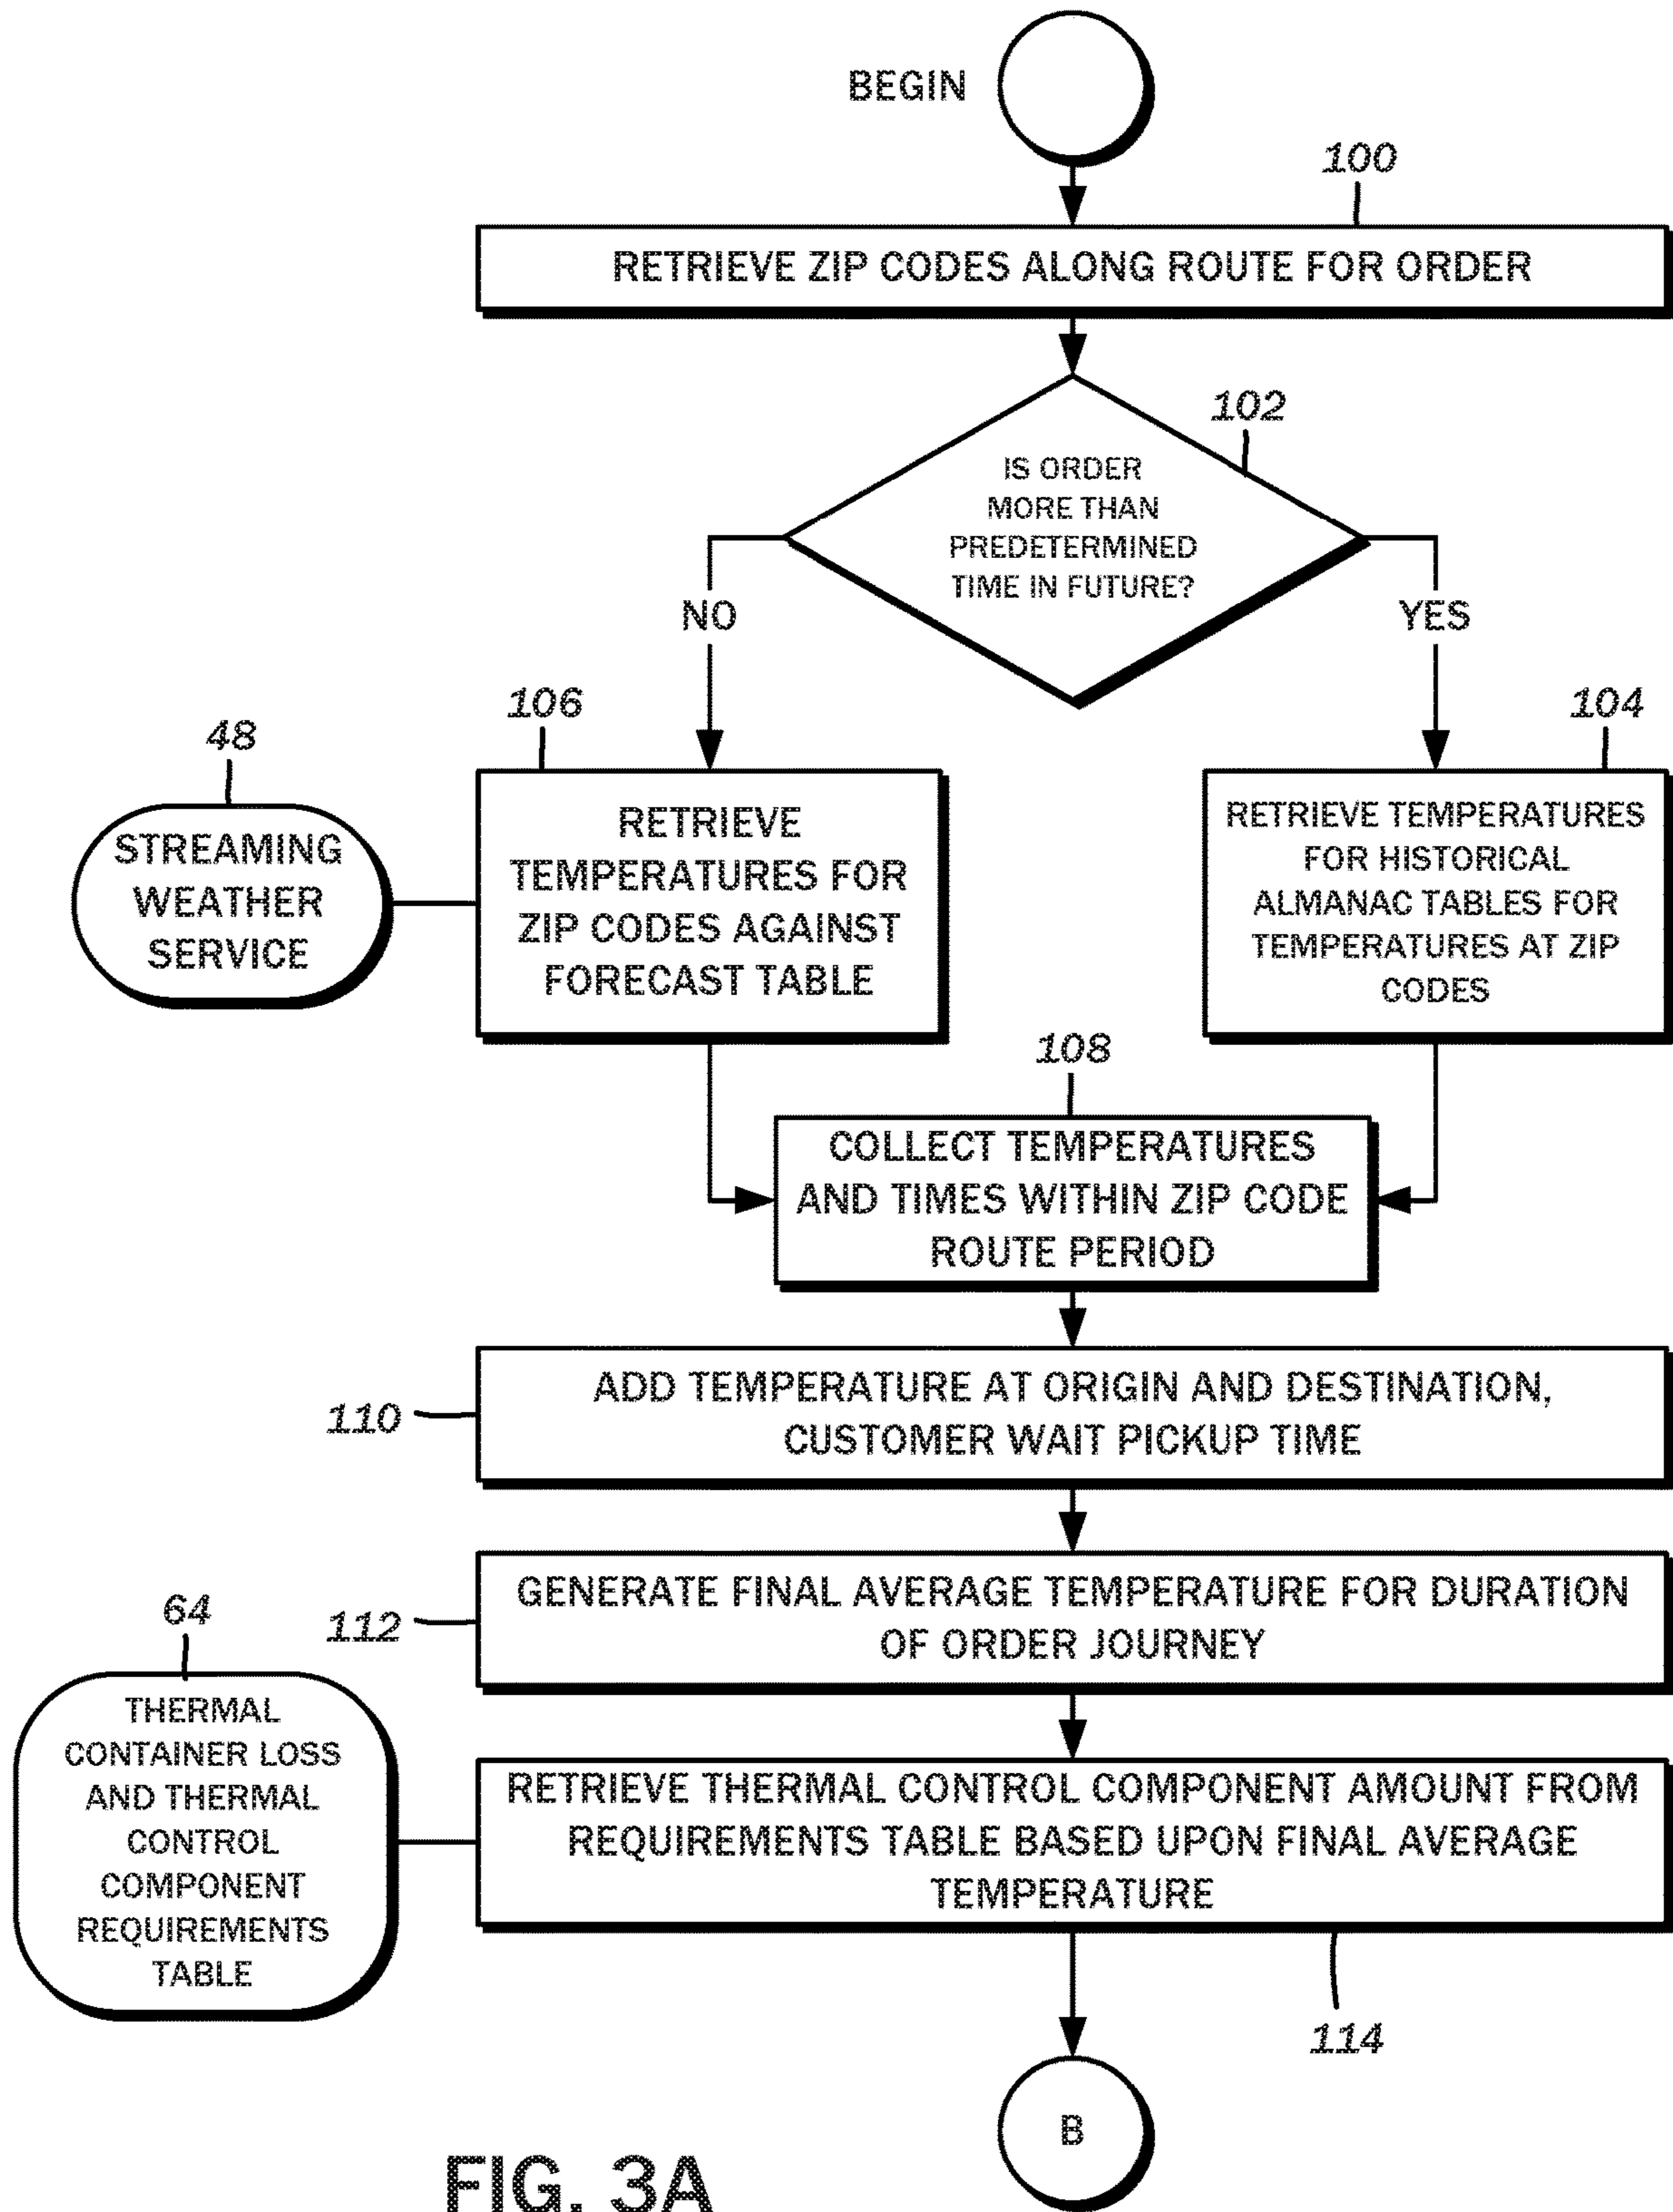 BEGIN
100
RETRIEVE ZIP CODES ALONG ROUTE FOR ORDER
102
IS ORDER
MORE THAN
PREDETERMINED
TIME IN FUTURE?
NO
YES
106
104
48
STREAMING
WEATHER
SERVICE
RETRIEVE
TEMPERATURES FOR
ZIP CODES AGAINST
FORECAST TABLE
RETRIEVE TEMPERATURES
FOR HISTORICAL
ALMANAC TABLES FOR
TEMPERATURES AT ZIP
CODES
108
COLLECT TEMPERATURES
AND TIMES WITHIN ZIP CODE
ROUTE PERIOD
110
ADD TEMPERATURE AT ORIGIN AND DESTINATION,
CUSTOMER WAIT PICKUP TIME
112
GENERATE FINAL AVERAGE TEMPERATURE FOR DURATION
OF ORDER JOURNEY
64
THERMAL
CONTAINER LOSS
AND THERMAL
CONTROL
COMPONENT
REQUIREMENTS
TABLE
RETRIEVE THERMAL CONTROL COMPONENT AMOUNT FROM
REQUIREMENTS TABLE BASED UPON FINAL AVERAGE
TEMPERATURE
114
B
FIG. 3A